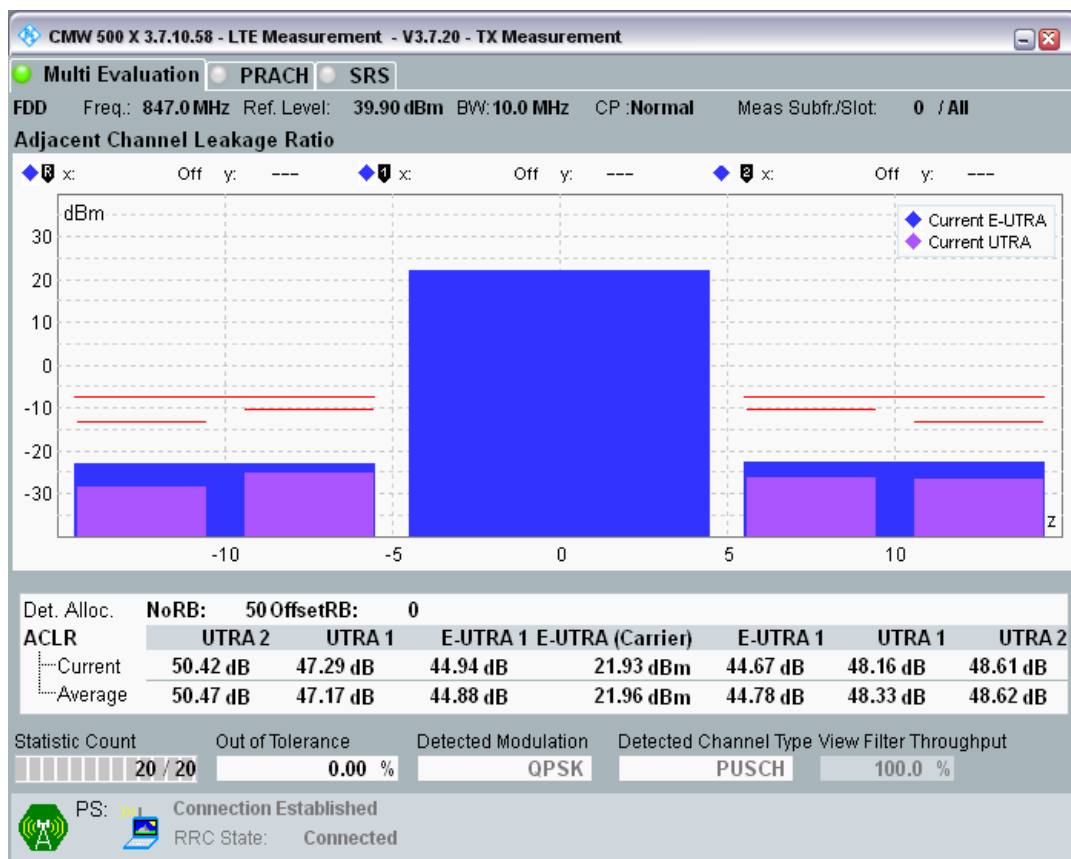 CMW 500 X 3.7.10.58 - LTE Measurement - V3.7.20 - TX Measurement
Multi Evaluation PRACH SRS
FDD Freq.: 847.0 MHz Ref. Level: 39.90 dBm BW: 10.0 MHz CP :Normal Meas Subfr./Slot: 0 / All
Adjacent Channel Leakage Ratio
R x: Off y: --- 1 x: Off y: --- 2 x: Off y: ---
dBm
Current E-UTRA
Current UTRA
30
20
10
0
-10
-20
-30
z
-10 -5 0 5 10
Det. Alloc. NoRB: 50 OffsetRB: 0
ACLR UTRA 2 UTRA 1 E-UTRA 1 E-UTRA (Carrier) E-UTRA 1 UTRA 1 UTRA 2
Current 50.42 dB 47.29 dB 44.94 dB 21.93 dBm 44.67 dB 48.16 dB 48.61 dB
Average 50.47 dB 47.17 dB 44.88 dB 21.96 dBm 44.78 dB 48.33 dB 48.62 dB
Statistic Count Out of Tolerance Detected Modulation Detected Channel Type View Filter Throughput
20 / 20 0.00 % QPSK PUSCH 100.0 %
PS: Connection Established
RRC State: Connected